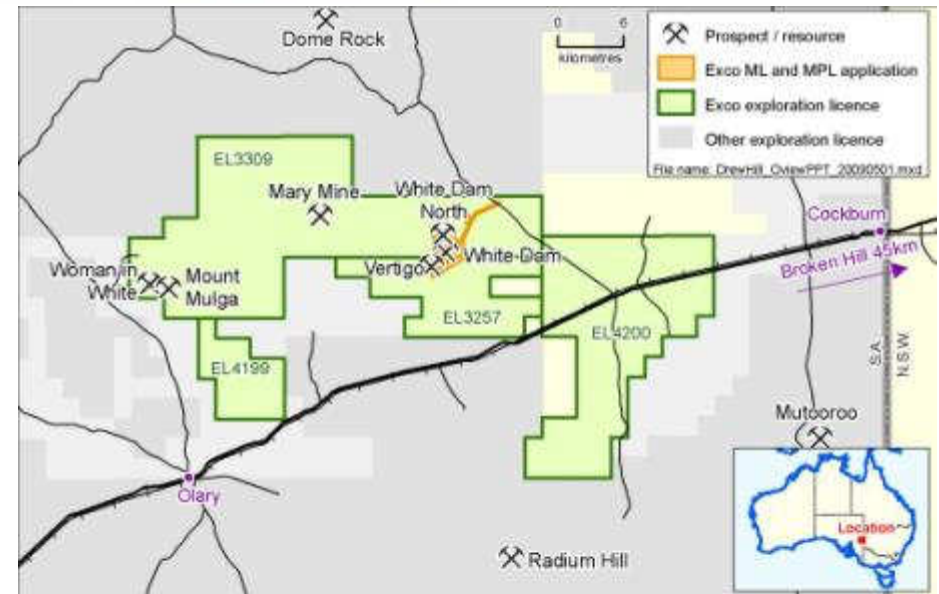 Dome Rock
0 6
kilometres
Prospect / resource
Exco ML and MPL application
Exco exploration licence
Other exploration licence
File name: DrewHill_OviewPPT_20090501.mxd
EL3309
Mary Mine
White Dam
North
Cockburn
White Dam
Vertigo
Broken Hill 45km
Woman in
White
Mount
Mulga
EL3257
EL4200
S.A.
N.S.W.
EL4199
Mutooroo
Olary
Location
Radium Hill